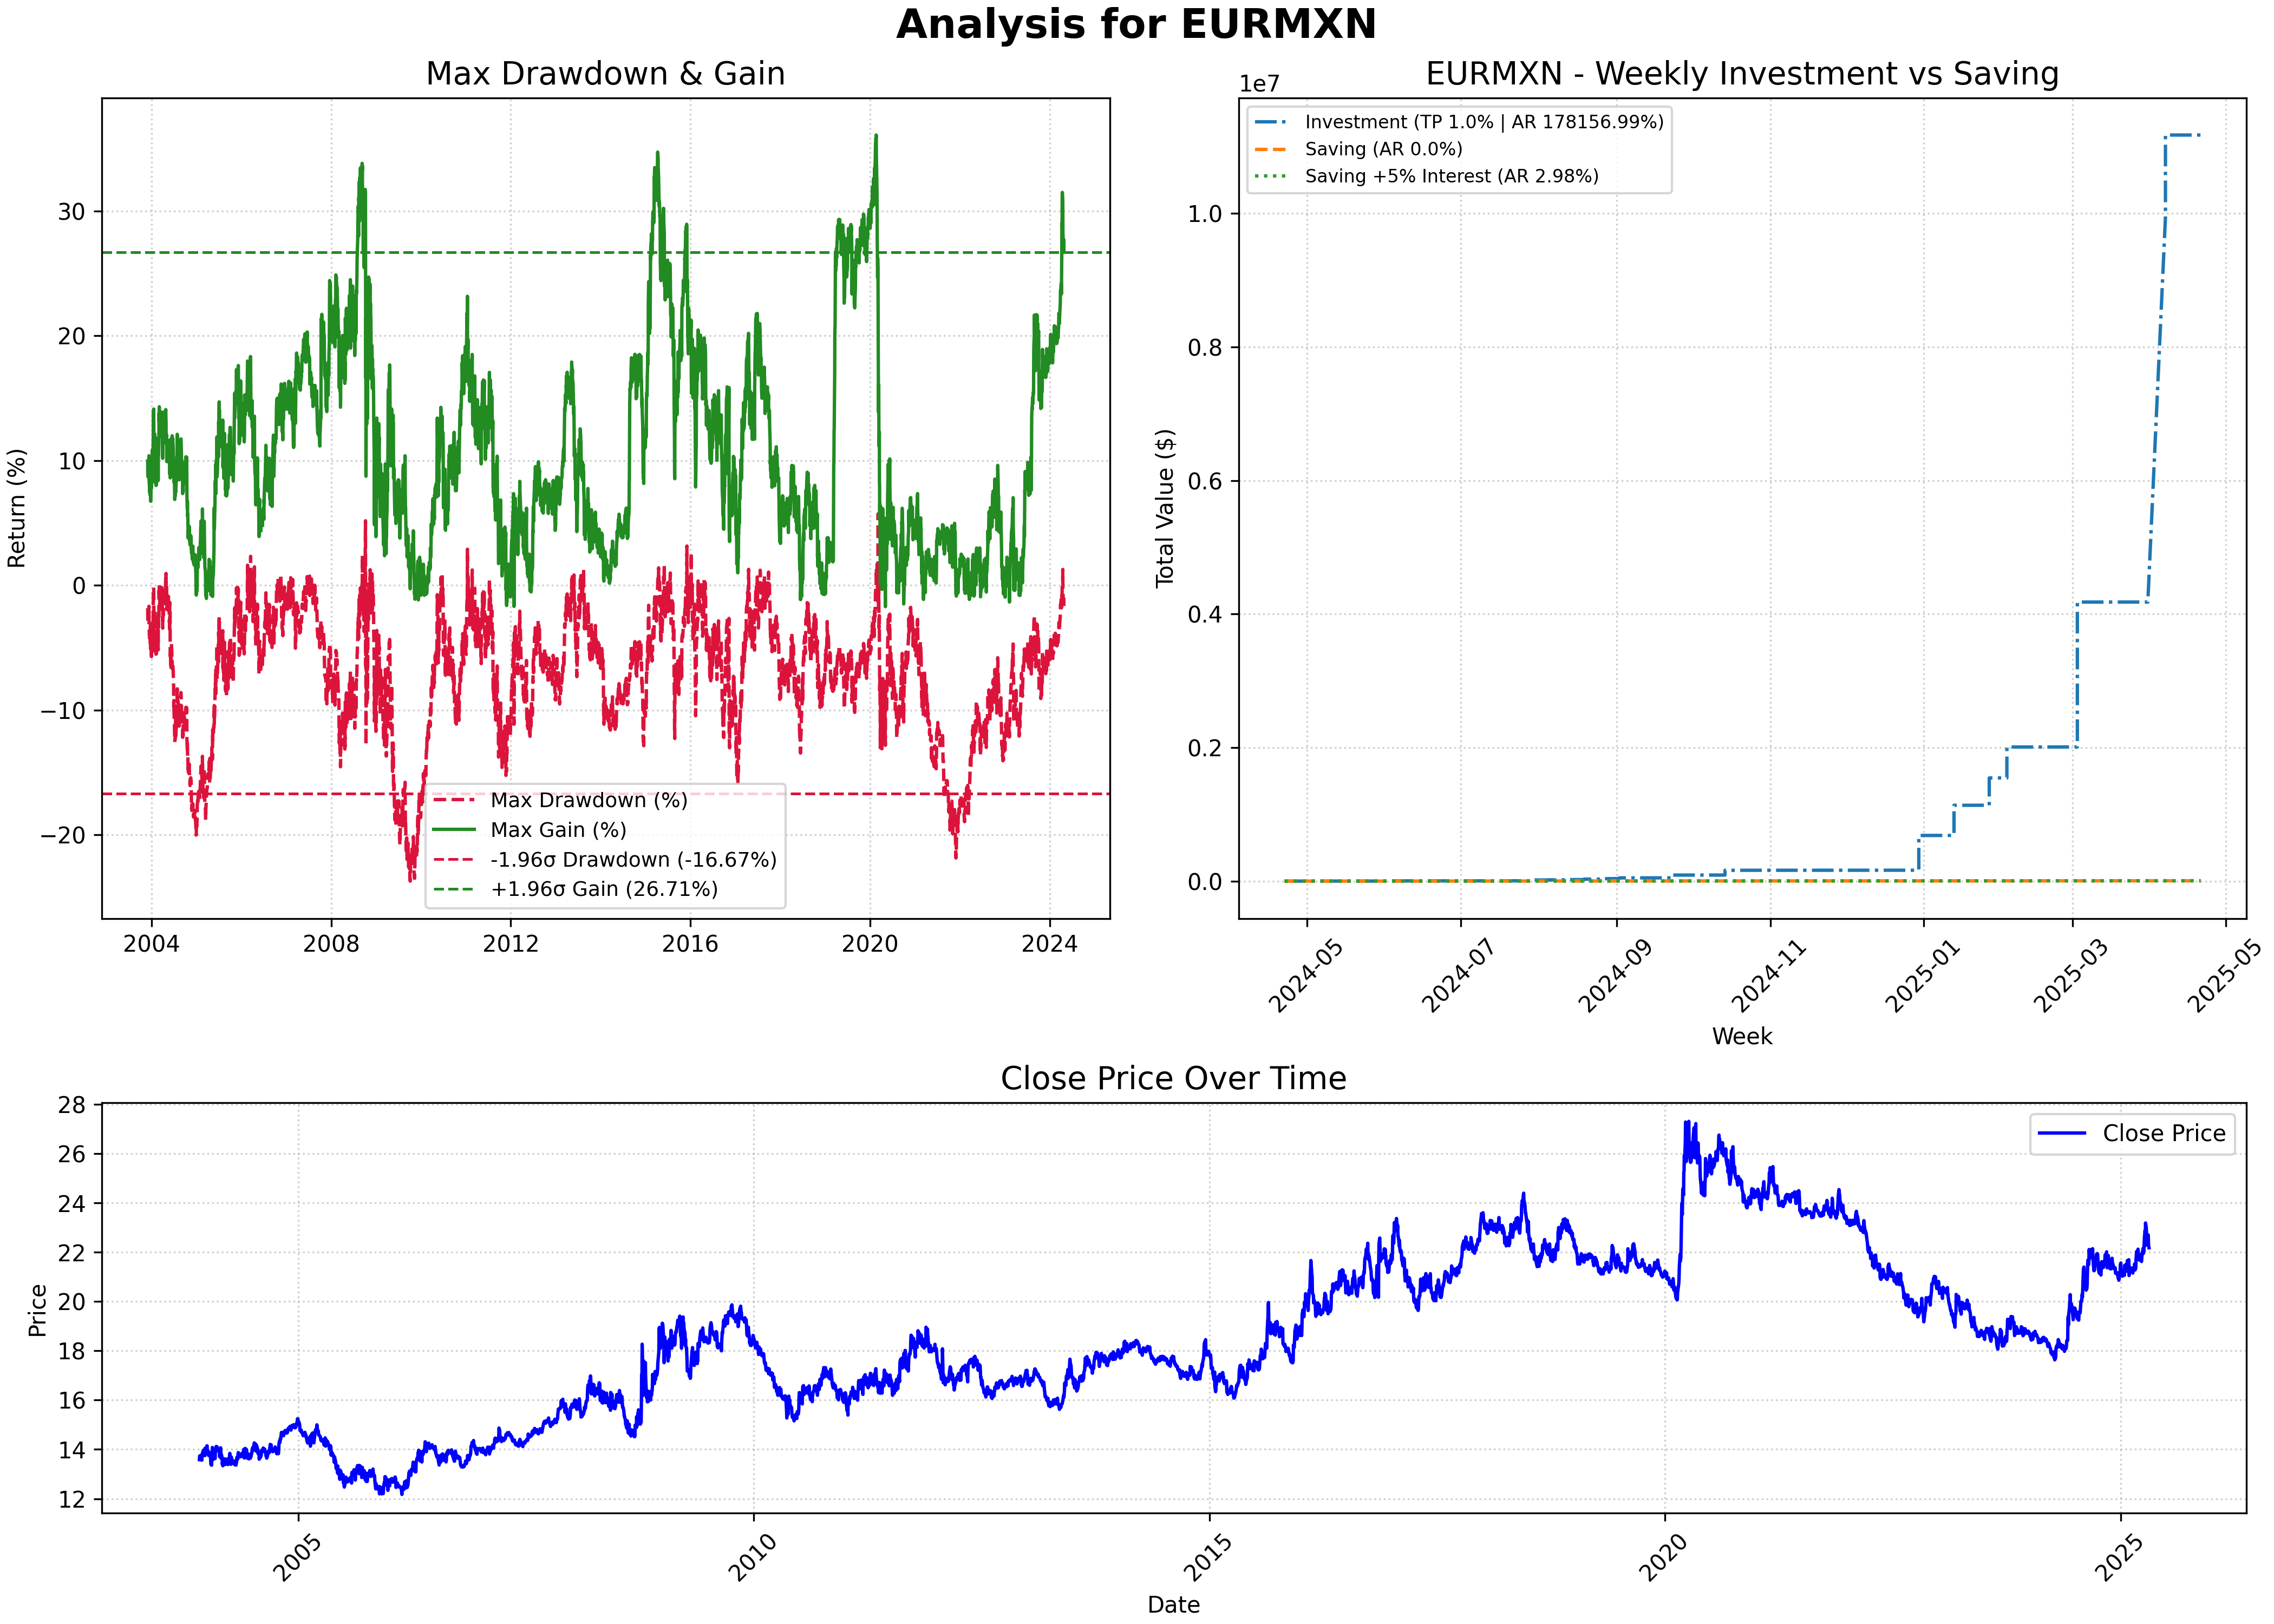 Analysis for EURMXN
Max Drawdown & Gain
Return (%)
30
20
10
0
−10
−20
2004
2008
2012
2016
2020
2024
Max Drawdown (%)
Max Gain (%)
-1.96σ Drawdown (-16.67%)
+1.96σ Gain (26.71%)
EURMXN - Weekly Investment vs Saving
1e7
Total Value ($)
1.0
0.8
0.6
0.4
0.2
0.0
Investment (TP 1.0% | AR 178156.99%)
Saving (AR 0.0%)
Saving +5% Interest (AR 2.98%)
2024-05
2024-07
2024-09
2024-11
2025-01
2025-03
2025-05
Week
Close Price Over Time
Price
28
26
24
22
20
18
16
14
12
Close Price
2005
2010
2015
2020
2025
Date